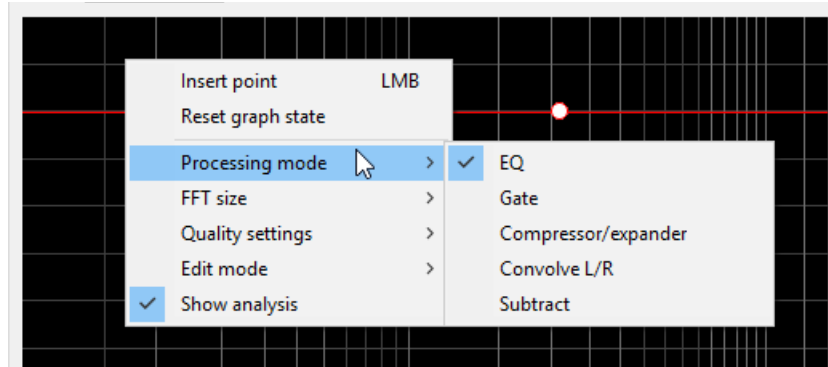 Insert point LMB
Reset graph state
Processing mode
FFT size
Quality settings
Edit mode
Show analysis
EQ
Gate
Compressor/expander
Convolve L/R
Subtract